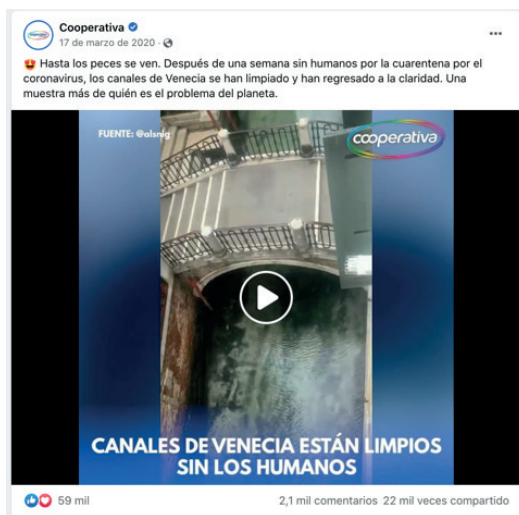 Cooperativa
17 de marzo de 2020 ·
Hasta los peces se ven. Después de una semana sin humanos por la cuarentena por el
coronavirus, los canales de Venecia se han limpiado y han regresado a la claridad. Una
muestra más de quién es el problema del planeta.
FUENTE: @alsnig
cooperativa
CANALES DE VENECIA ESTÁN LIMPIOS
SIN LOS HUMANOS
59 mil
2,1 mil comentarios 22 mil veces compartido